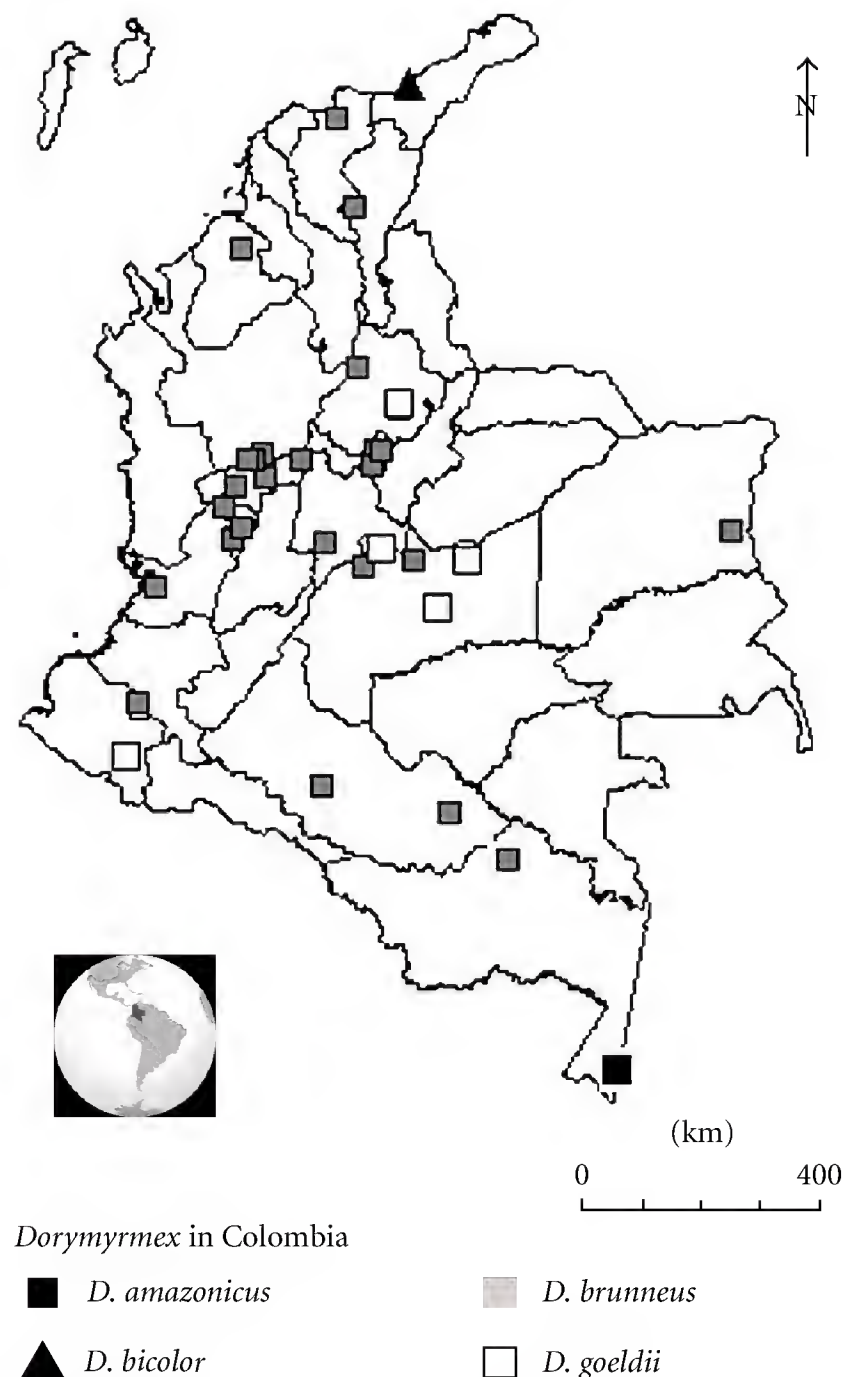 N
(km)
0 400
Dorymyrmex in Colombia
D. amazonicus D. brunneus
D. bicolor D. goeldii